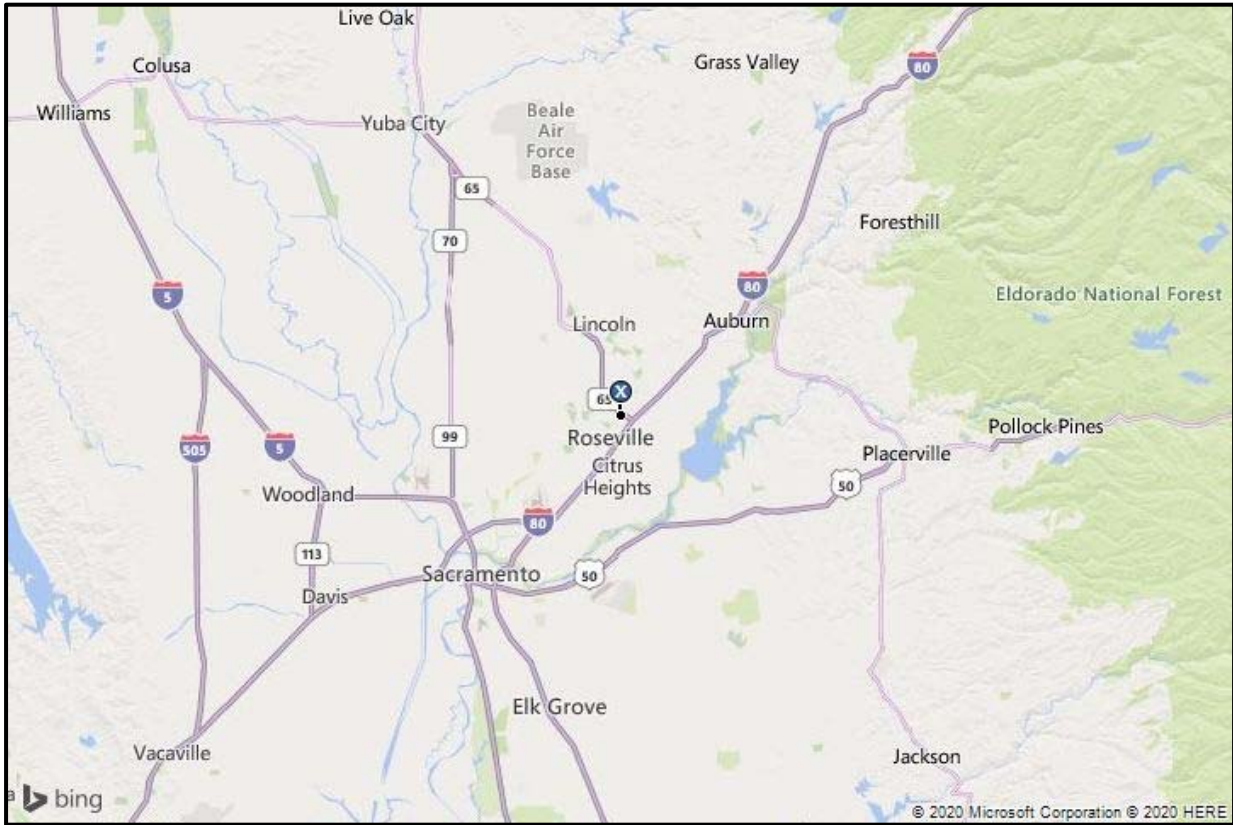 Live Oak
Colusa
Grass Valley
80
Williams
Yuba City
Beale
Air
Force
Base
65
Foresthill
70
5
80
Eldorado National Forest
Lincoln
Auburn
X
65
Roseville
Pollock Pines
99
505
5
Citrus
Heights
Placerville
50
Woodland
80
113
Sacramento
50
Davis
Elk Grove
Vacaville
Jackson
a
bing
© 2020 Microsoft Corporation © 2020 HERE